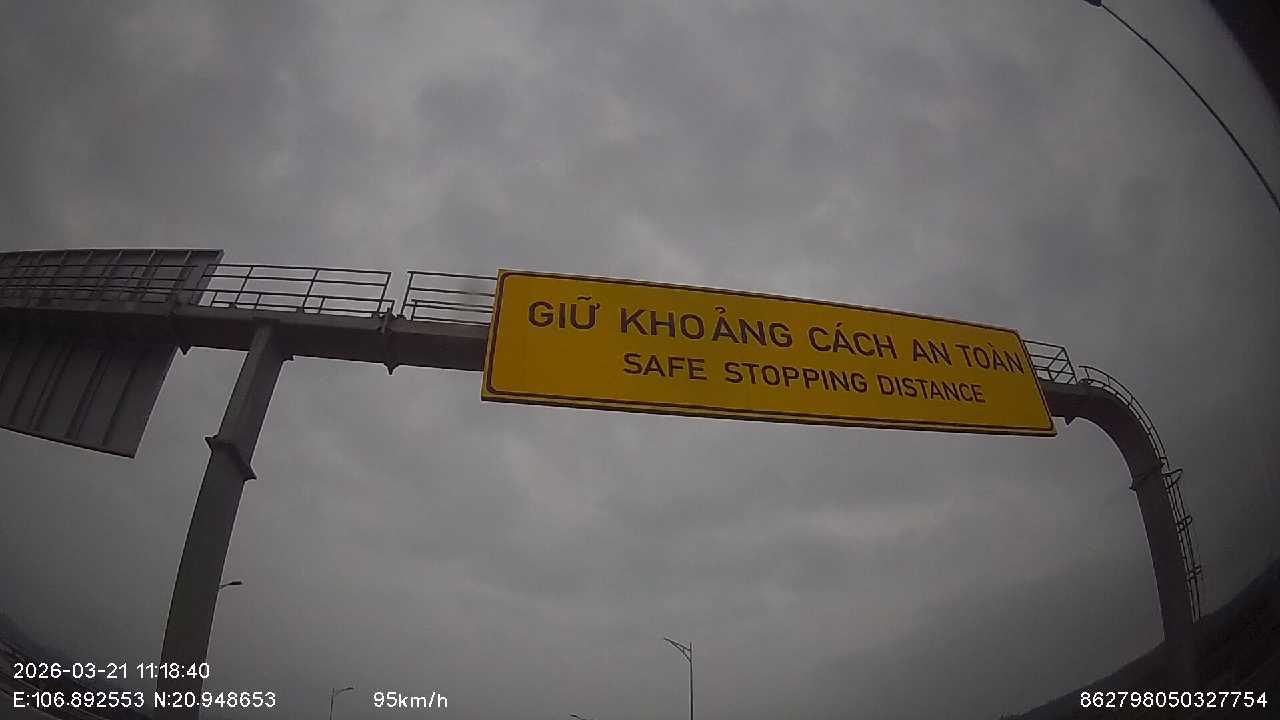 GIỮ KHOẢNG CÁCH AN TOÀN
SAFE STOPPING DISTANCE
2026-03-21 11:18:40
E:106.892553 N:20.948653 95km/h 862798050327754